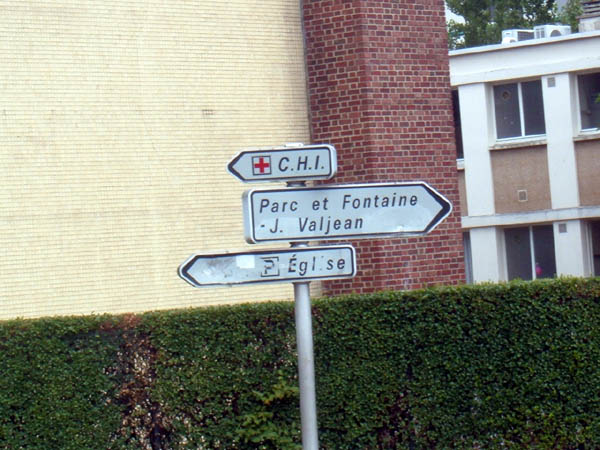 C.H.I.
Parc et Fontaine
-J. Valjean
P Église